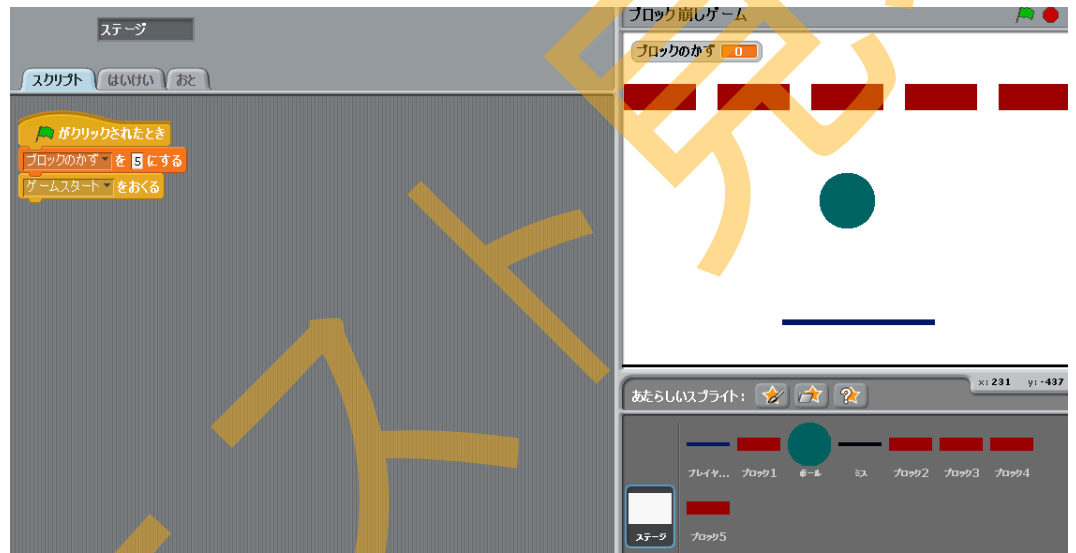 ステージ
スクリプト はいけい おと
がクリックされたとき
ブロックのかず を 5 にする
ゲームスタート をおくる
ブロック崩しゲーム
ブロックのかず 0
x: 231 y: -437
あたらしいスプライト:
プレイヤ... ブロック1 ボール ミス ブロック2 ブロック3 ブロック4
ステージ ブロック5